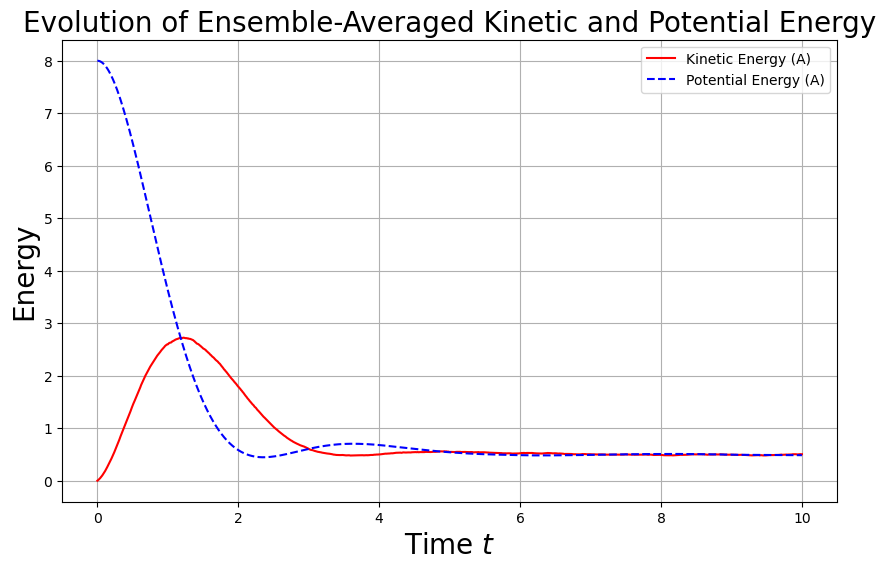 Evolution of Ensemble-Averaged Kinetic and Potential Energy
Kinetic Energy (A)
Potential Energy (A)
Energy
8
7
6
5
4
3
2
1
0
0 2 4 6 8 10
Time t